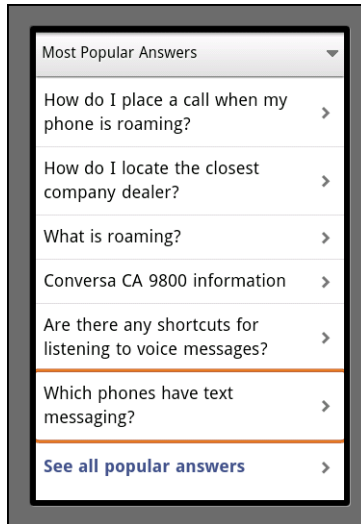 Most Popular Answers
How do I place a call when my
phone is roaming?
How do I locate the closest
company dealer?
What is roaming?
Conversa CA 9800 information
Are there any shortcuts for
listening to voice messages?
Which phones have text
messaging?
See all popular answers